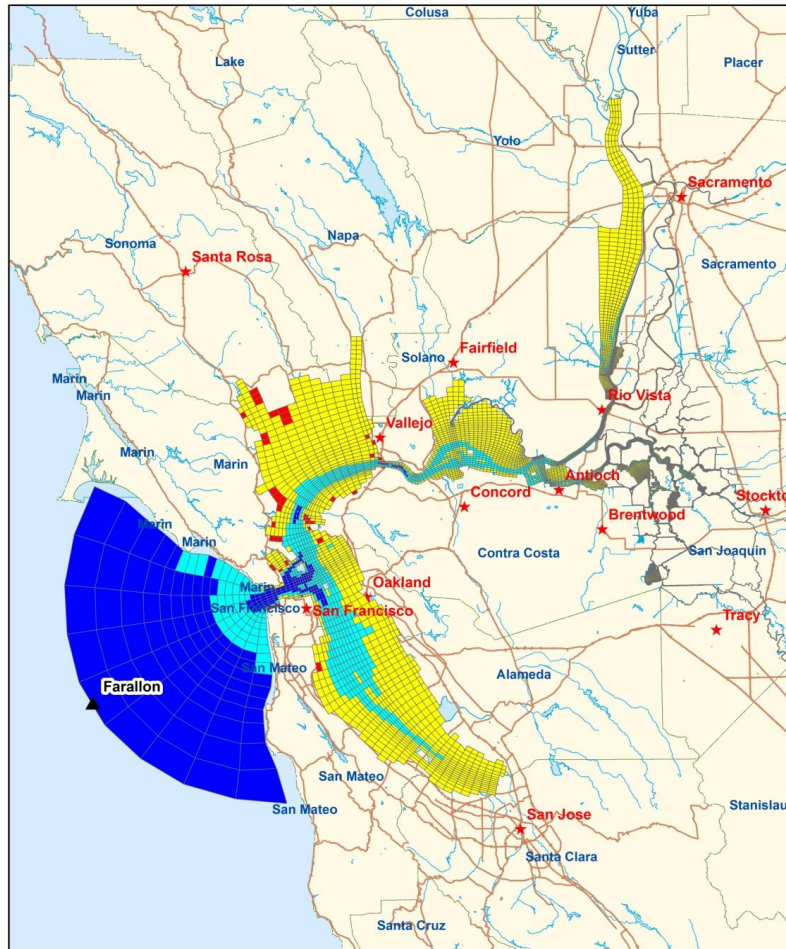 Colusa
Yuba
Sutter
Lake
Placer
Yolo
Sacramento
Napa
Sonoma
Santa Rosa
Sacramento
Solano
Fairfield
Marin
Marin
Rio Vista
Vallejo
Marin
Marin
Antioch
Concord
Stockto
Brentwood
Marin
Marin
Contra Costa
San Joaquin
Marin
Oakland
San Francisco
San Francisco
Tracy
San Mateo
Alameda
Farallon
San Mateo
San Mateo
Stanislau
San Jose
Santa Clara
Santa Cruz